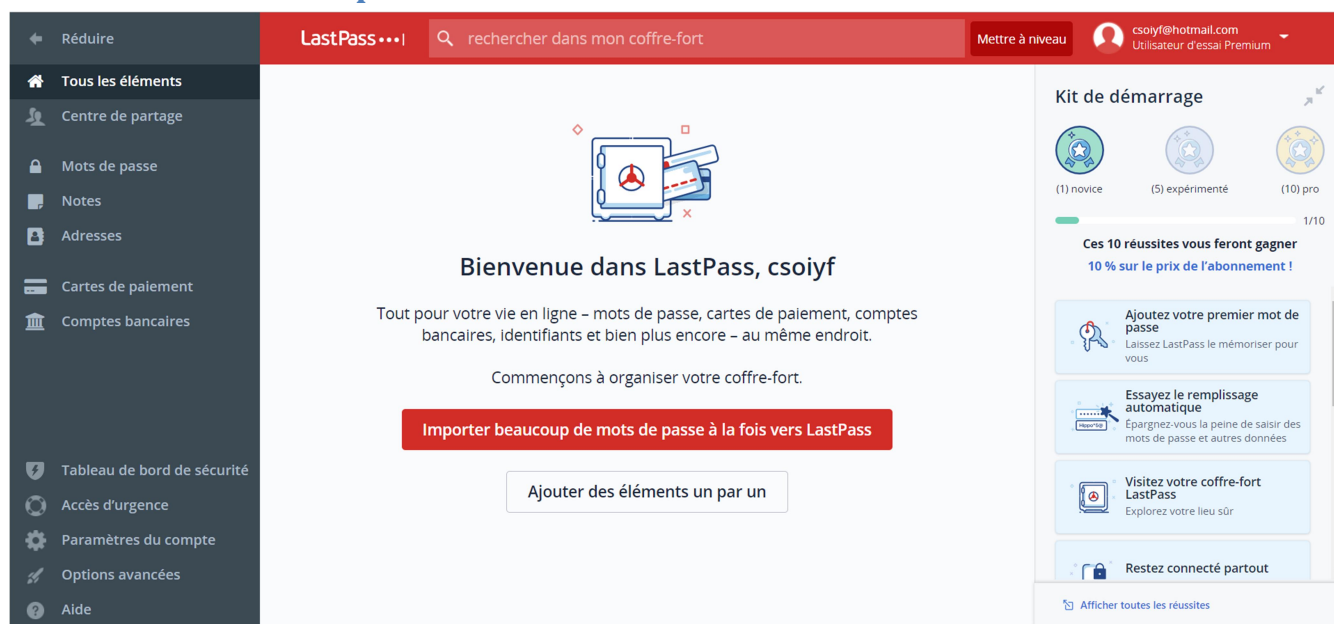 Réduire
LastPass
rechercher dans mon coffre-fort
Mettre à niveau
csoiyf@hotmail.com
Utilisateur d'essai Premium
Tous les éléments
Centre de partage
Mots de passe
Notes
Adresses
Cartes de paiement
Comptes bancaires
Tableau de bord de sécurité
Accès d'urgence
Paramètres du compte
Options avancées
Aide
Bienvenue dans LastPass, csoiyf
Tout pour votre vie en ligne – mots de passe, cartes de paiement, comptes
bancaires, identifiants et bien plus encore – au même endroit.
Commençons à organiser votre coffre-fort.
Importer beaucoup de mots de passe à la fois vers LastPass
Ajouter des éléments un par un
Kit de démarrage
(1) novice
(5) expérimenté
(10) pro
1/10
Ces 10 réussites vous feront gagner
10 % sur le prix de l'abonnement !
Ajoutez votre premier mot de
passe
Laissez LastPass le mémoriser pour
vous
Essayez le remplissage
automatique
Épargnez-vous la peine de saisir des
mots de passe et autres données
Visitez votre coffre-fort
LastPass
Explorez votre lieu sûr
Restez connecté partout
Afficher toutes les réussites